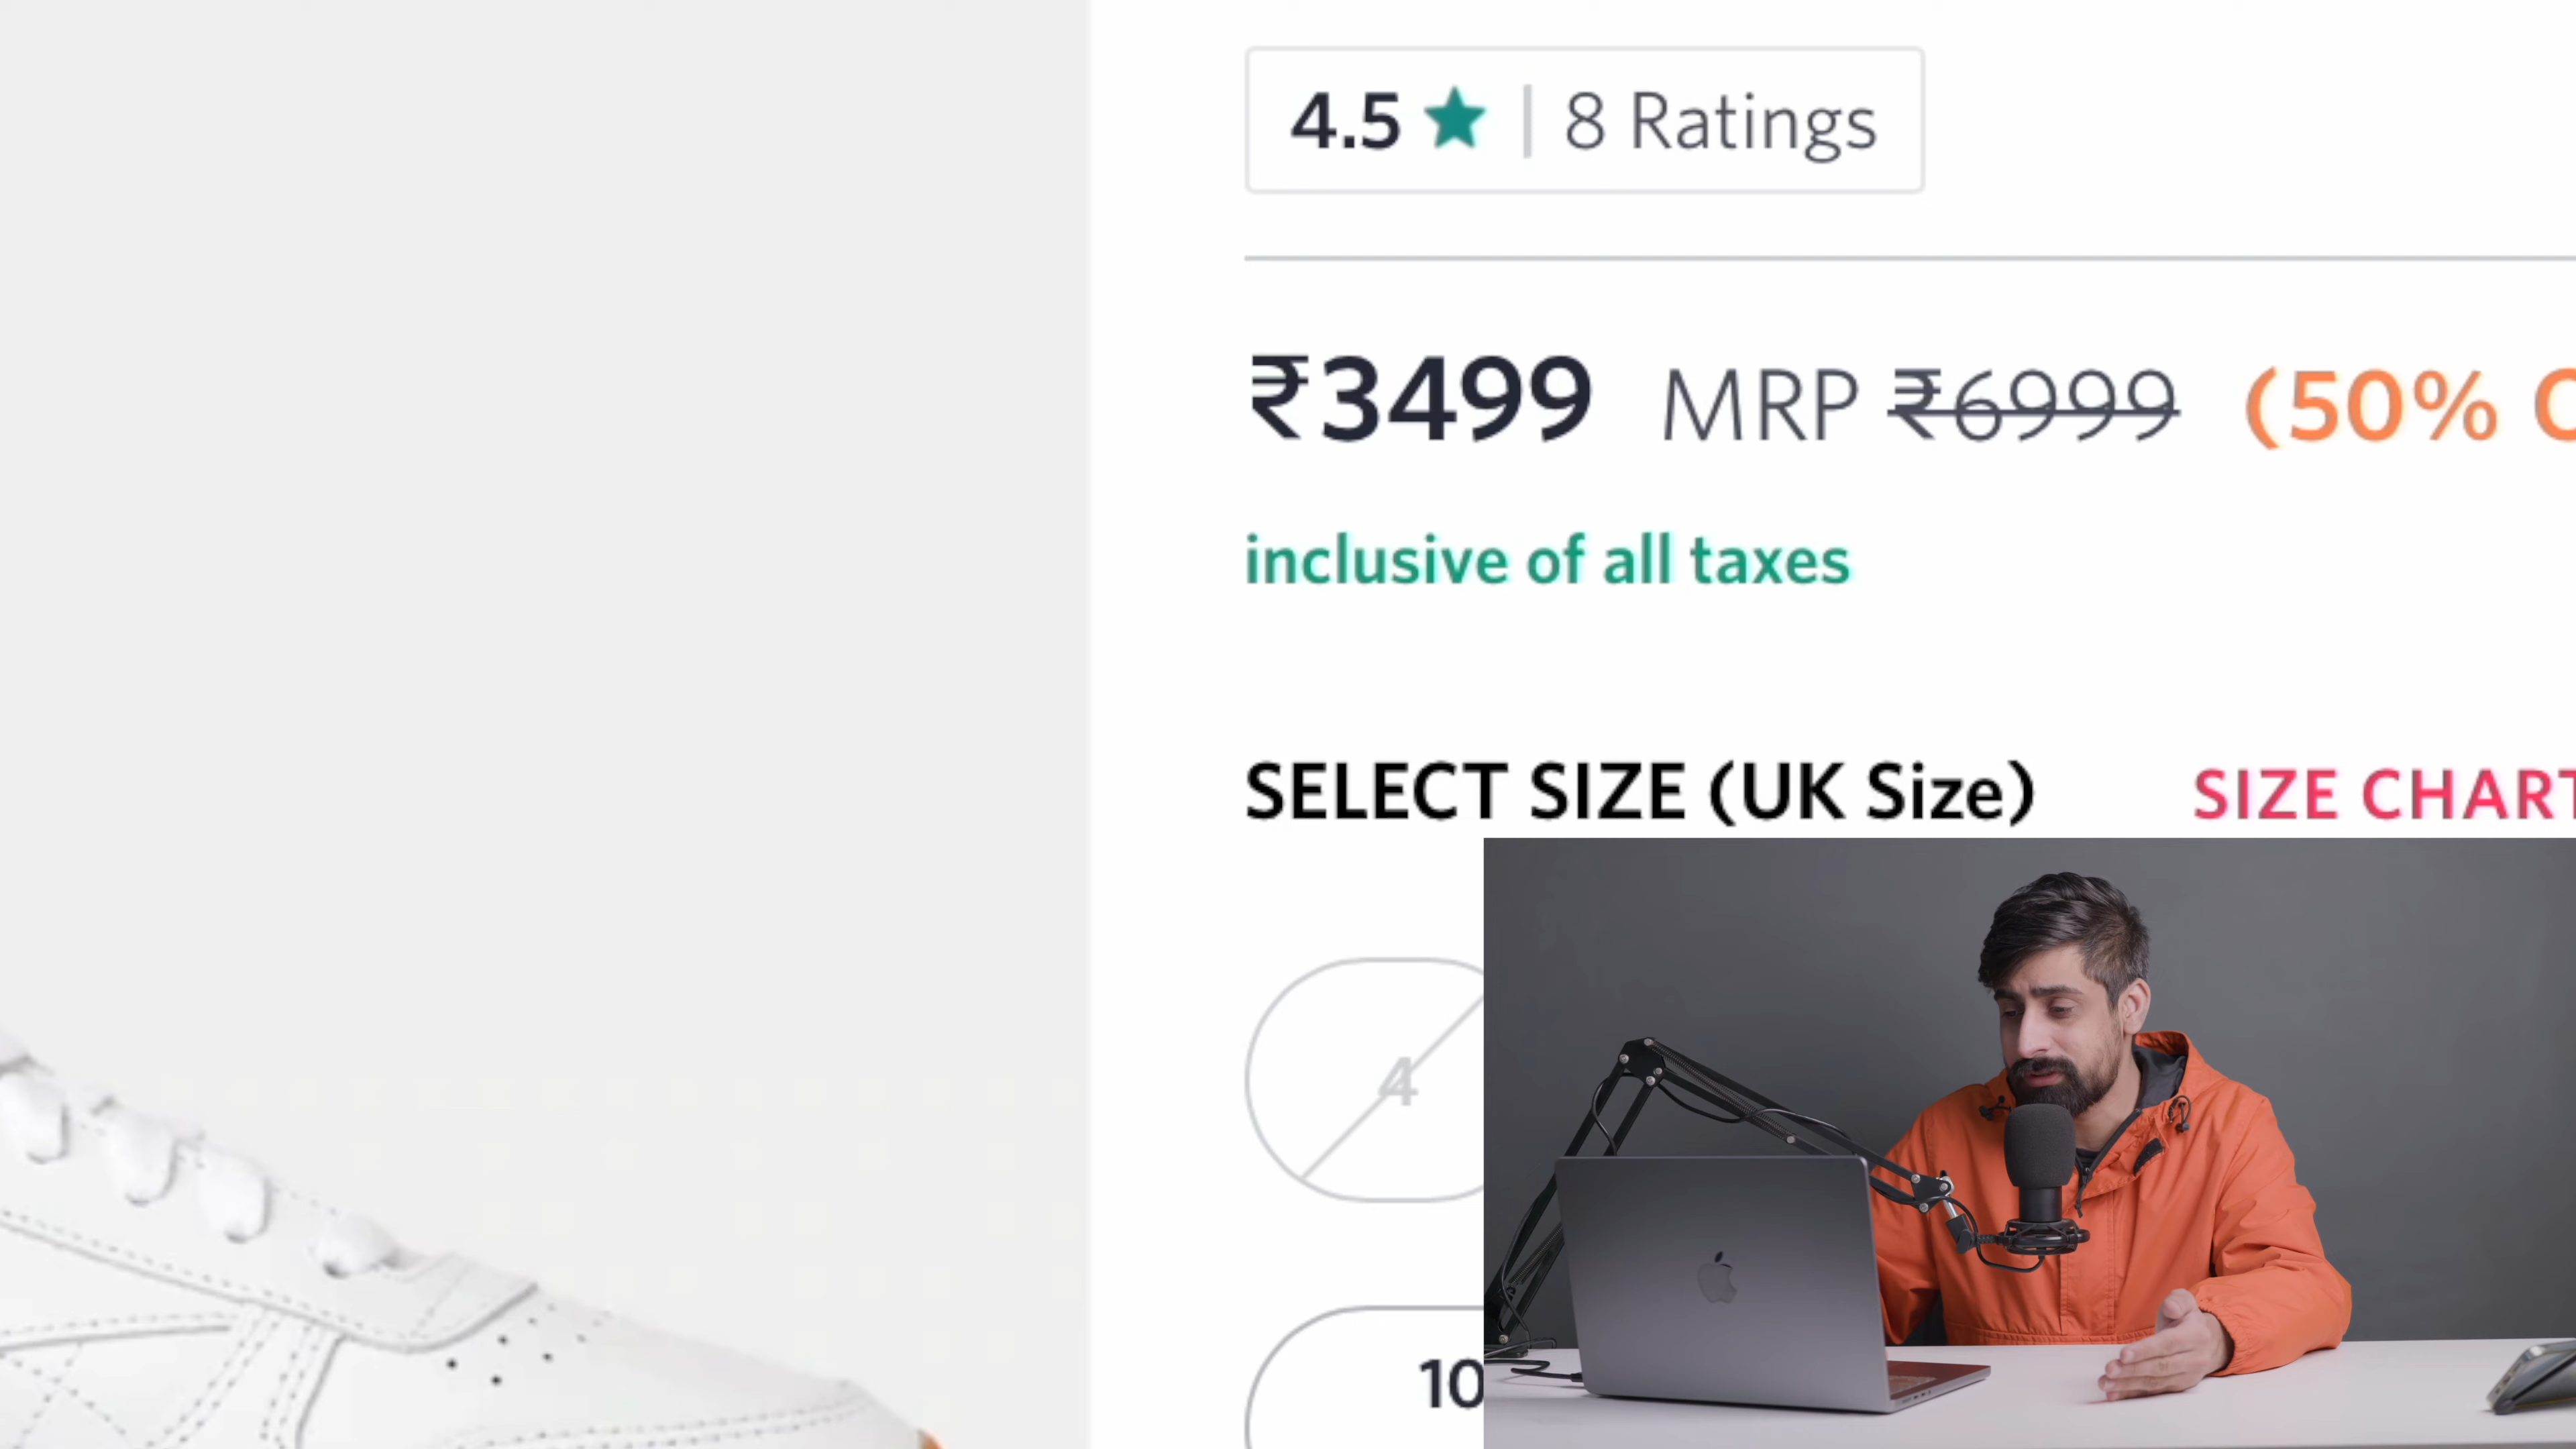 4.5 | 8 Ratings
₹3499 MRP ₹6999 (50%
inclusive of all taxes
SELECT SIZE (UK Size) SIZE CHART
4
10